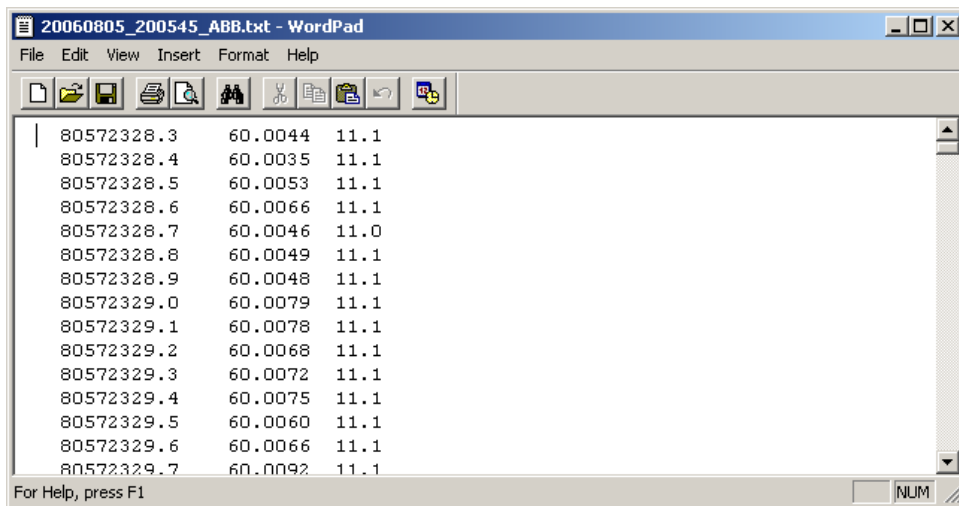 20060805_200545_ABB.txt - WordPad
File Edit View Insert Format Help
80572328.3 60.0044 11.1
80572328.4 60.0035 11.1
80572328.5 60.0053 11.1
80572328.6 60.0066 11.1
80572328.7 60.0046 11.0
80572328.8 60.0049 11.1
80572328.9 60.0048 11.1
80572329.0 60.0079 11.1
80572329.1 60.0078 11.1
80572329.2 60.0068 11.1
80572329.3 60.0072 11.1
80572329.4 60.0075 11.1
80572329.5 60.0060 11.1
80572329.6 60.0066 11.1
80572329.7 60.0092 11.1
For Help, press F1 NUM